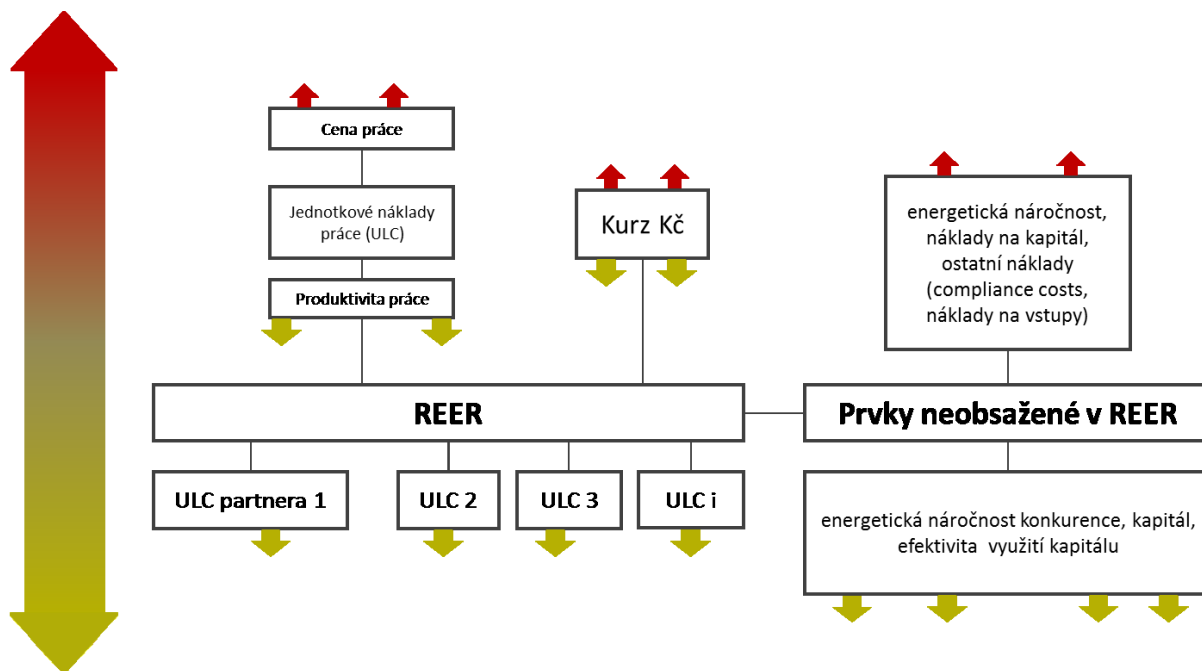 Cena práce
Jednotkové náklady
práce (ULC)
Produktivita práce
Kurz Kč
energetická náročnost,
náklady na kapitál,
ostatní náklady
(compliance costs,
náklady na vstupy)
REER
Prvky neobsažené v REER
ULC partnera 1
ULC 2
ULC 3
ULC i
energetická náročnost konkurence, kapitál,
efektivita využití kapitálu